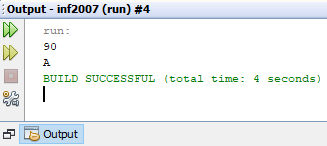 Output - inf2007 (run) #4
run:
90
A
BUILD SUCCESSFUL (total time: 4 seconds)
Output